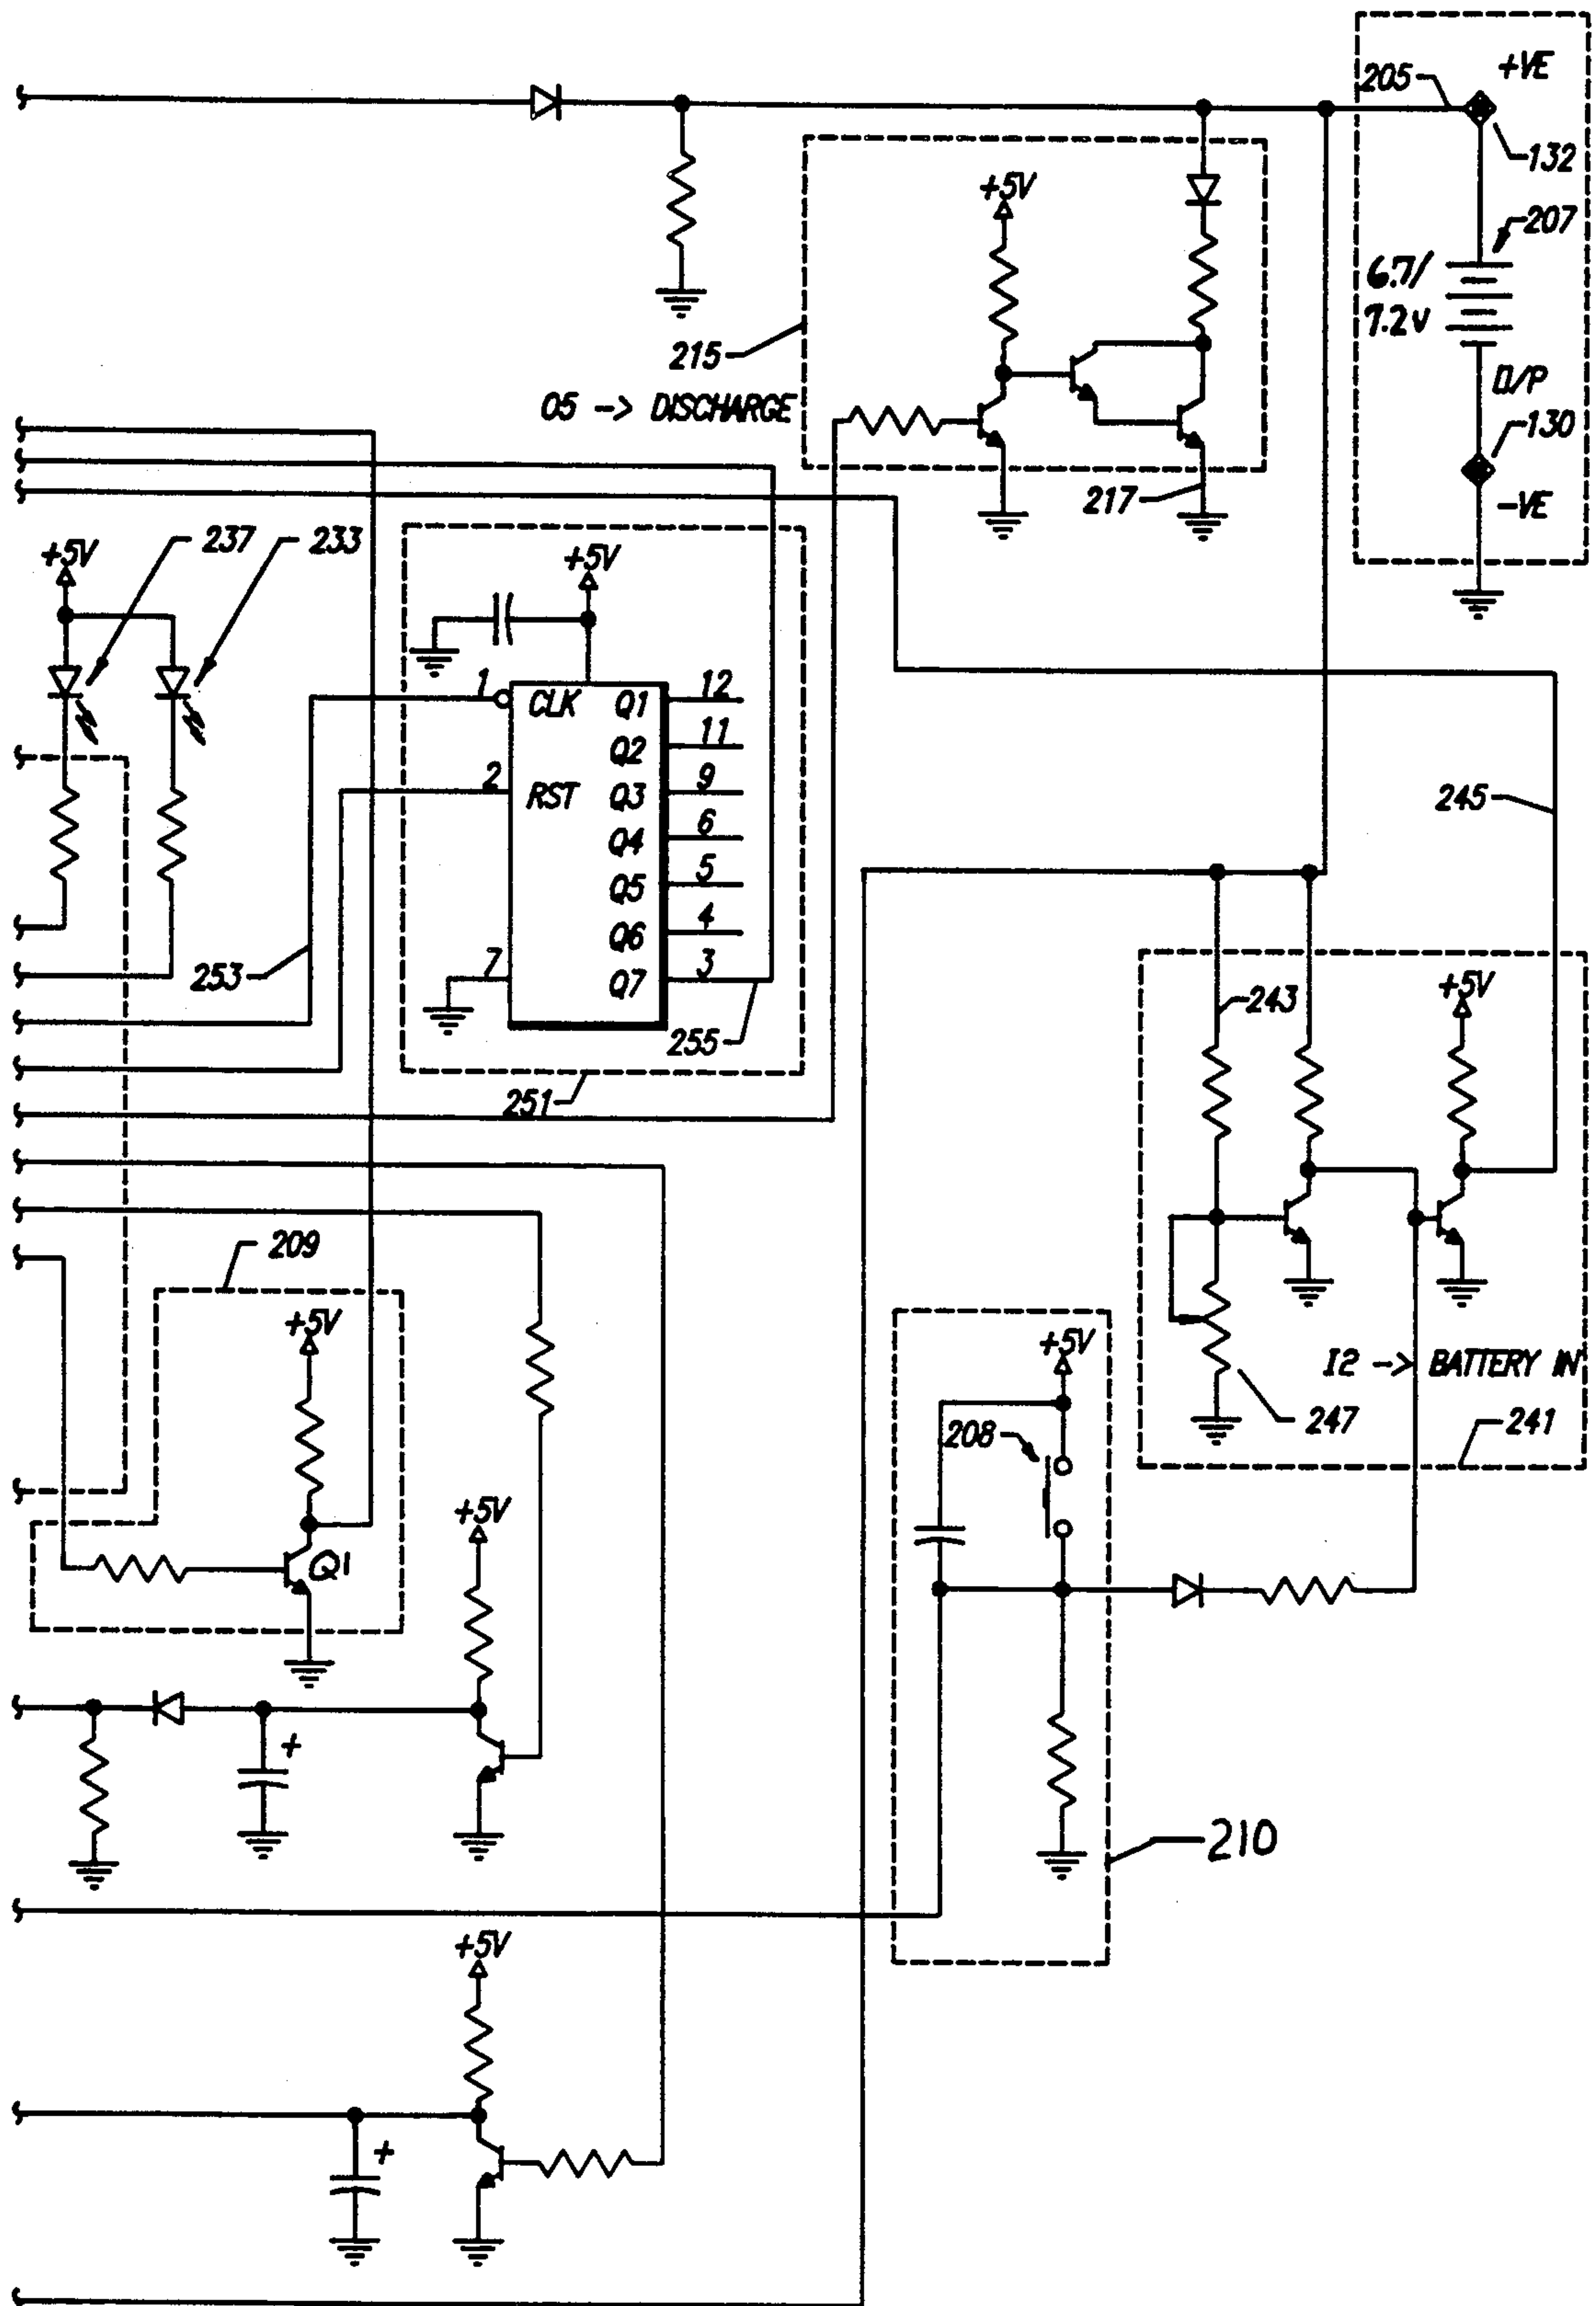 205
+VE
132
+5V
207
6.7/
7.2V
215
O5 -> DISCHARGE
O/P
130
217
-VE
+5V
237
233
+5V
1
CLK
Q1
12
Q2
11
2
RST
Q3
9
245
Q4
6
Q5
5
Q6
4
253
7
Q7
3
243
+5V
255
251
209
+5V
+5V
I2 -> BATTERY IN
208
247
241
+5V
Q1
210
+5V